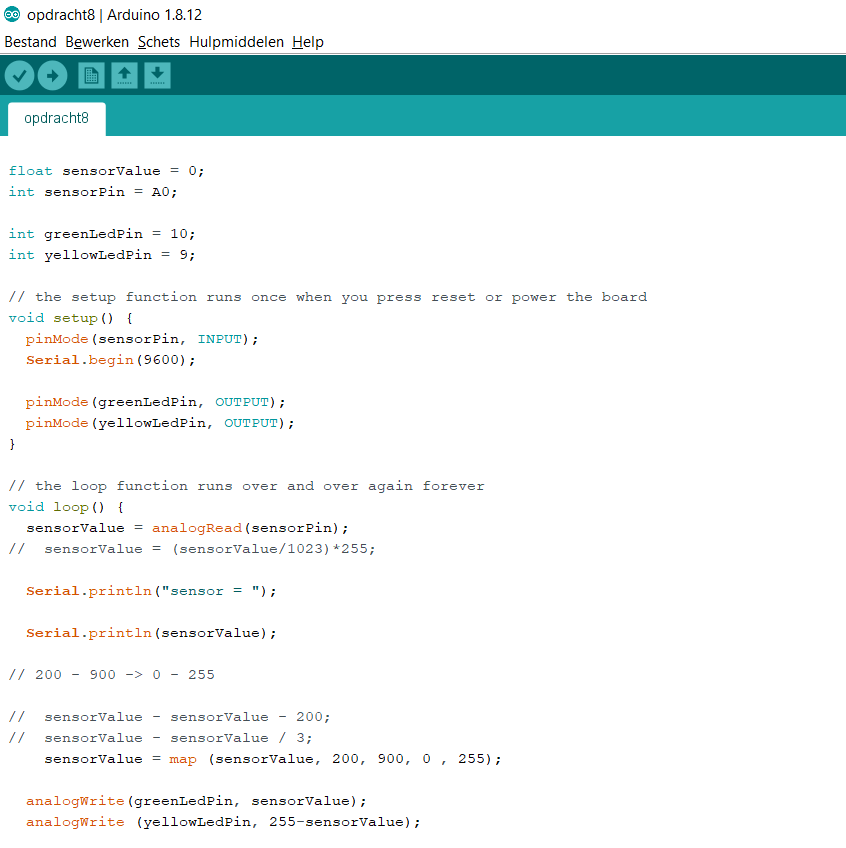 opdracht8 | Arduino 1.8.12
Bestand Bewerken Schets Hulpmiddelen Help
opdracht8
float sensorValue = 0;
int sensorPin = A0;
int greenLedPin = 10;
int yellowLedPin = 9;
// the setup function runs once when you press reset or power the board
void setup() {
  pinMode(sensorPin, INPUT);
  Serial.begin(9600);
  pinMode(greenLedPin, OUTPUT);
  pinMode(yellowLedPin, OUTPUT);
}
// the loop function runs over and over again forever
void loop() {
  sensorValue = analogRead(sensorPin);
//  sensorValue = (sensorValue/1023)*255;
  Serial.println("sensor = ");
  Serial.println(sensorValue);
// 200 - 900 -> 0 - 255
//  sensorValue - sensorValue - 200;
//  sensorValue - sensorValue / 3;
    sensorValue = map (sensorValue, 200, 900, 0 , 255);
  analogWrite(greenLedPin, sensorValue);
  analogWrite (yellowLedPin, 255-sensorValue);